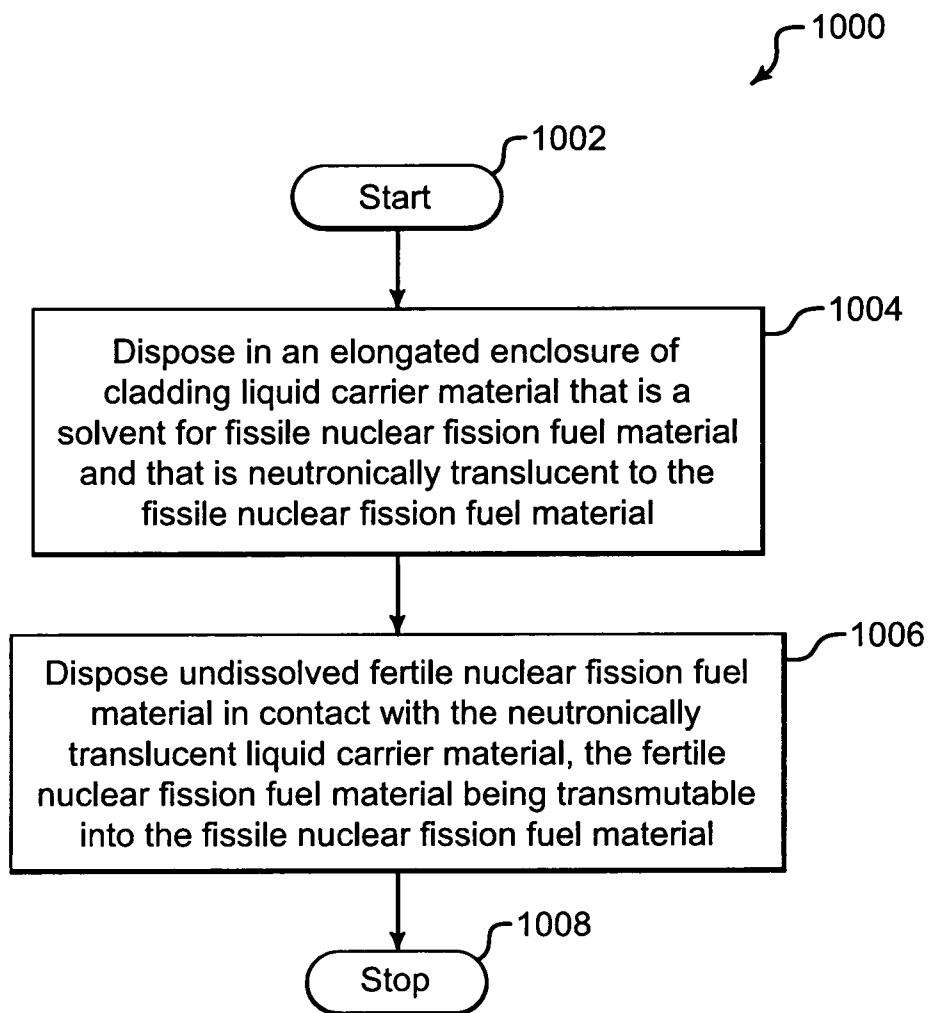 1000
1002
Start
1004
Dispose in an elongated enclosure of
cladding liquid carrier material that is a
solvent for fissile nuclear fission fuel material
and that is neutronically translucent to the
fissile nuclear fission fuel material
1006
Dispose undissolved fertile nuclear fission fuel
material in contact with the neutronically
translucent liquid carrier material, the fertile
nuclear fission fuel material being transmutable
into the fissile nuclear fission fuel material
1008
Stop